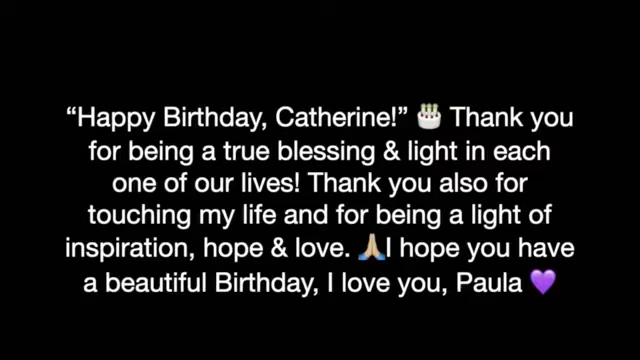 “Happy Birthday, Catherine!” 🎂 Thank you
for being a true blessing & light in each
one of our lives! Thank you also for
touching my life and for being a light of
inspiration, hope & love. 🙏🏼I hope you have
a beautiful Birthday, I love you, Paula 💜